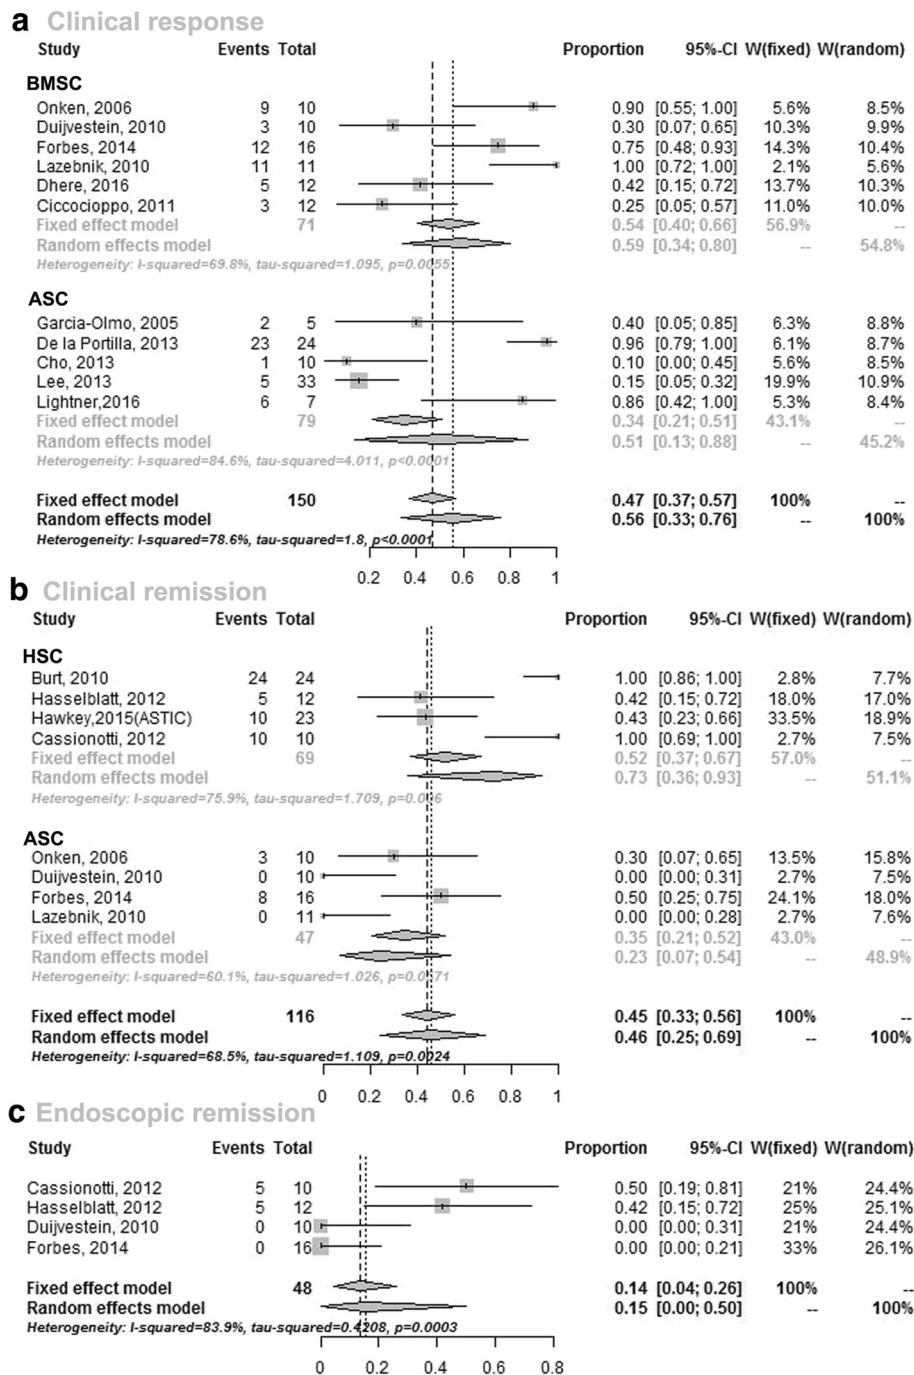 a Clinical response
Study Events Total Proportion 95%-CI W(fixed) W(random)
BMSC
Onken, 2006 9 10 0.90 [0.55; 1.00] 5.6% 8.5%
Duijvestein, 2010 3 10 0.30 [0.07; 0.65] 10.3% 9.9%
Forbes, 2014 12 16 0.75 [0.48; 0.93] 14.3% 10.4%
Lazebnik, 2010 11 11 1.00 [0.72; 1.00] 2.1% 5.6%
Dhere, 2016 5 12 0.42 [0.15; 0.72] 13.7% 10.3%
Ciccocioppo, 2011 3 12 0.25 [0.05; 0.57] 11.0% 10.0%
Fixed effect model 71 0.54 [0.40; 0.66] 56.9% --
Random effects model 0.59 [0.34; 0.80] -- 54.8%
Heterogeneity: I-squared=69.8%, tau-squared=1.095, p=0.0055
ASC
Garcia-Olmo, 2005 2 5 0.40 [0.05; 0.85] 6.3% 8.8%
De la Portilla, 2013 23 24 0.96 [0.79; 1.00] 6.1% 8.7%
Cho, 2013 1 10 0.10 [0.00; 0.45] 5.6% 8.5%
Lee, 2013 5 33 0.15 [0.05; 0.32] 19.9% 10.9%
Lightner,2016 6 7 0.86 [0.42; 1.00] 5.3% 8.4%
Fixed effect model 79 0.34 [0.21; 0.51] 43.1% --
Random effects model 0.51 [0.13; 0.88] -- 45.2%
Heterogeneity: I-squared=84.6%, tau-squared=4.011, p<0.0001
Fixed effect model 150 0.47 [0.37; 0.57] 100% --
Random effects model 0.56 [0.33; 0.76] -- 100%
Heterogeneity: I-squared=78.6%, tau-squared=1.8, p<0.0001
0.2 0.4 0.6 0.8 1
b Clinical remission
Study Events Total Proportion 95%-CI W(fixed) W(random)
HSC
Burt, 2010 24 24 1.00 [0.86; 1.00] 2.8% 7.7%
Hasselblatt, 2012 5 12 0.42 [0.15; 0.72] 18.0% 17.0%
Hawkey,2015(ASTIC) 10 23 0.43 [0.23; 0.66] 33.5% 18.9%
Cassionotti, 2012 10 10 1.00 [0.69; 1.00] 2.7% 7.5%
Fixed effect model 69 0.52 [0.37; 0.67] 57.0% --
Random effects model 0.73 [0.36; 0.93] -- 51.1%
Heterogeneity: I-squared=75.9%, tau-squared=1.709, p=0.006
ASC
Onken, 2006 3 10 0.30 [0.07; 0.65] 13.5% 15.8%
Duijvestein, 2010 0 10 0.00 [0.00; 0.31] 2.7% 7.5%
Forbes, 2014 8 16 0.50 [0.25; 0.75] 24.1% 18.0%
Lazebnik, 2010 0 11 0.00 [0.00; 0.28] 2.7% 7.6%
Fixed effect model 47 0.35 [0.21; 0.52] 43.0% --
Random effects model 0.23 [0.07; 0.54] -- 48.9%
Heterogeneity: I-squared=60.1%, tau-squared=1.026,
Fixed effect model 116 0.45 [0.33; 0.56] 100% --
Random effects model 0.46 [0.25; 0.69] -- 100%
Heterogeneity: I-squared=68.5%, tau-squared=1.109, p=0.0024
0 0.2 0.4 0.6 0.8 1
c Endoscopic remission
Study Events Total Proportion 95%-CI W(fixed) W(random)
Cassionotti, 2012 5 10 0.50 [0.19; 0.81] 21% 24.4%
Hasselblatt, 2012 5 12 0.42 [0.15; 0.72] 25% 25.1%
Duijvestein, 2010 0 10 0.00 [0.00; 0.31] 21% 24.4%
Forbes, 2014 0 16 0.00 [0.00; 0.21] 33% 26.1%
Fixed effect model 48 0.14 [0.04; 0.26] 100% --
Random effects model 0.15 [0.00; 0.50] -- 100%
Heterogeneity: I-squared=83.9%, tau-squared=0.4208, p=0.0003
0 0.2 0.4 0.6 0.8